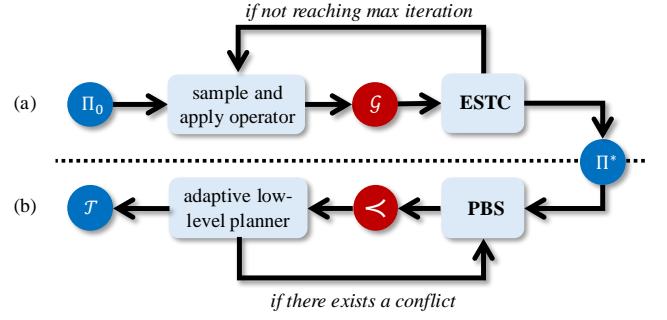 if not reaching max iteration
(a)
Π₀
sample and
apply operator
𝒢
ESTC
Π*
(b)
𝒯
adaptive low-
level planner
≺
PBS
if there exists a conflict